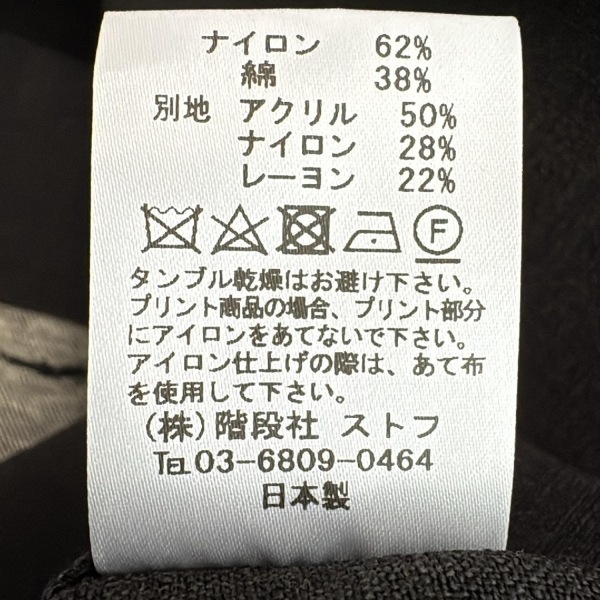 ナイロン 62%
綿 38%
別地 アクリル 50%
ナイロン 28%
レーヨン 22%
F
タンブル乾燥はお避け下さい。
プリント商品の場合、プリント部分
にアイロンをあてないで下さい。
アイロン仕上げの際は、あて布
を使用して下さい。
(株)階段社 ストフ
TEL 03-6809-0464
日本製